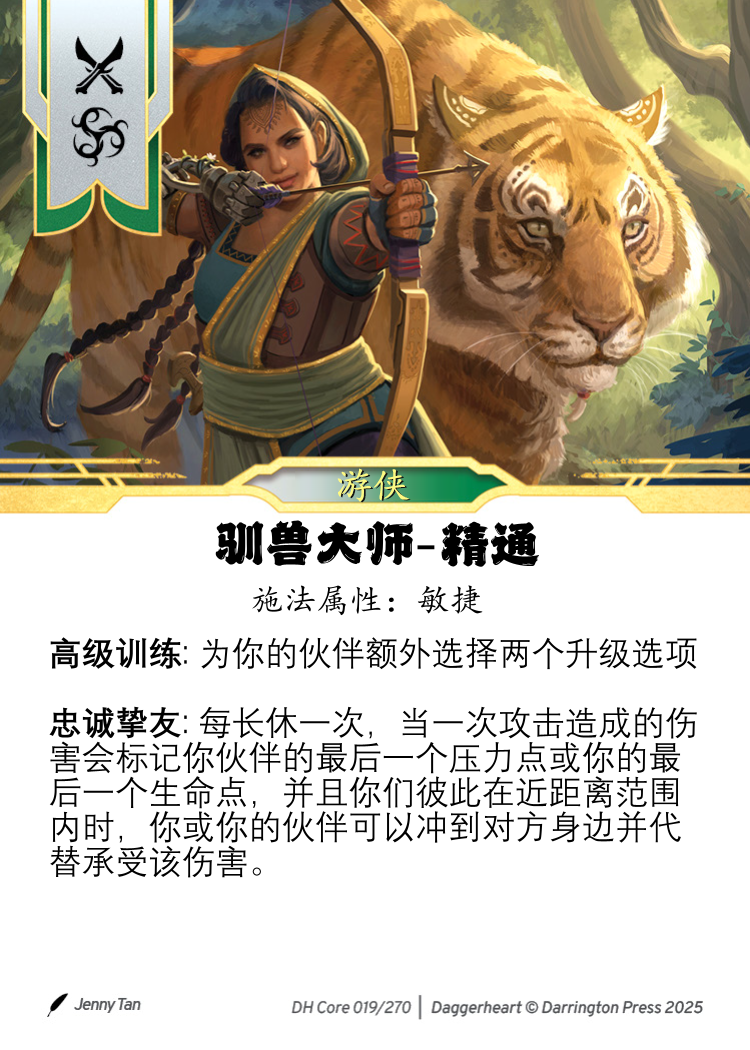 游侠
驯兽大师-精通
施法属性：敏捷
高级训练: 为你的伙伴额外选择两个升级选项
忠诚挚友: 每长休一次，当一次攻击造成的伤
害会标记你伙伴的最后一个压力点或你的最
后一个生命点，并且你们彼此在近距离范围
内时，你或你的伙伴可以冲到对方身边并代
替承受该伤害。
Jenny Tan
DH Core 019/270 | Daggerheart © Darrington Press 2025